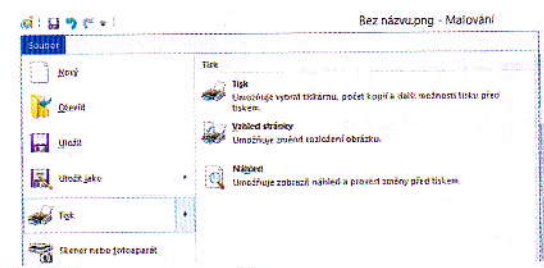 Bez názvu.png - Malování
Soubor
Nový
Otevřít
Uložit
Uložit jako
Tisk
Skener nebo fotoaparát
Tisk
Tisk
Umožňuje vybrat tiskárnu, počet kopií a další možnosti tisku před
tiskem.
Vzhled stránky
Umožňuje změnit rozložení obrázku.
Náhled
Umožňuje zobrazit náhled a provést změny před tiskem.